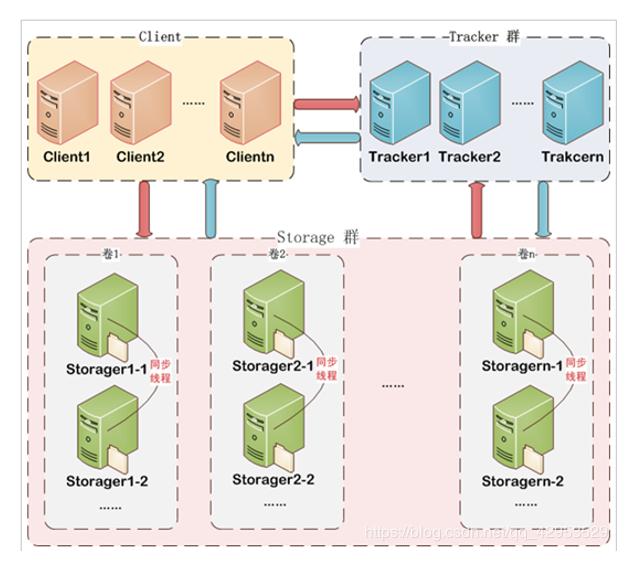 Client
Tracker 群
Client1
Client2
……
Clientn
Tracker1
Tracker2
……
Trakcern
Storage 群
卷1
卷2
卷n
Storager1-1
同步
线程
Storager1-2
……
Storager2-1
同步
线程
Storager2-2
……
……
Storagern-1
同步
线程
Storagern-2
……
https://blog.csdn.net/qq_42953529